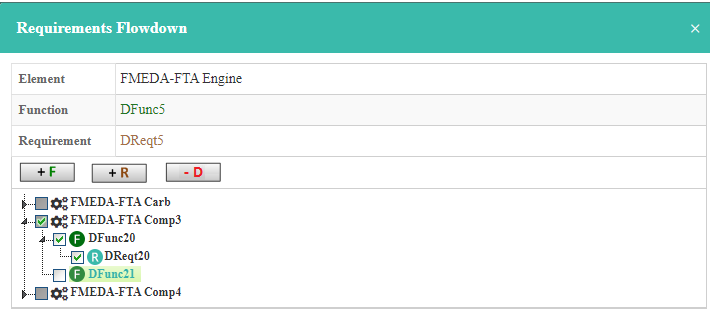 Requirements Flowdown ×
Element FMEDA-FTA Engine
Function DFunc5
Requirement DReqt5
+ F + R - D
FMEDA-FTA Carb
FMEDA-FTA Comp3
F DFunc20
R DReqt20
F DFunc21
FMEDA-FTA Comp4